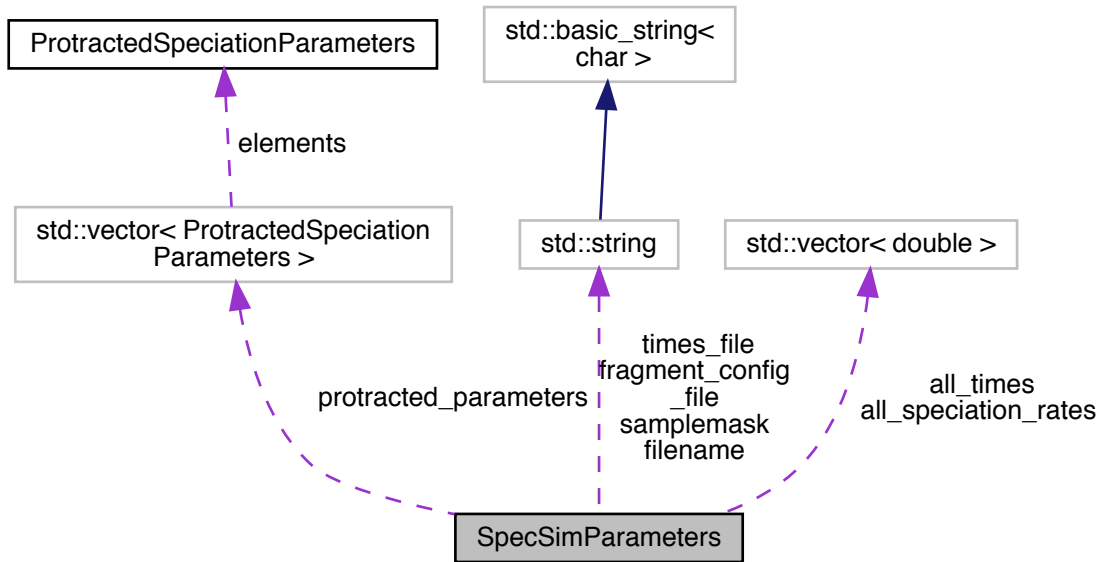 ProtractedSpeciationParameters
std::basic_string<
char >
elements
std::vector< ProtractedSpeciation
Parameters >
std::string
std::vector< double >
protracted_parameters
times_file
fragment_config
_file
samplemask
filename
all_times
all_speciation_rates
SpecSimParameters